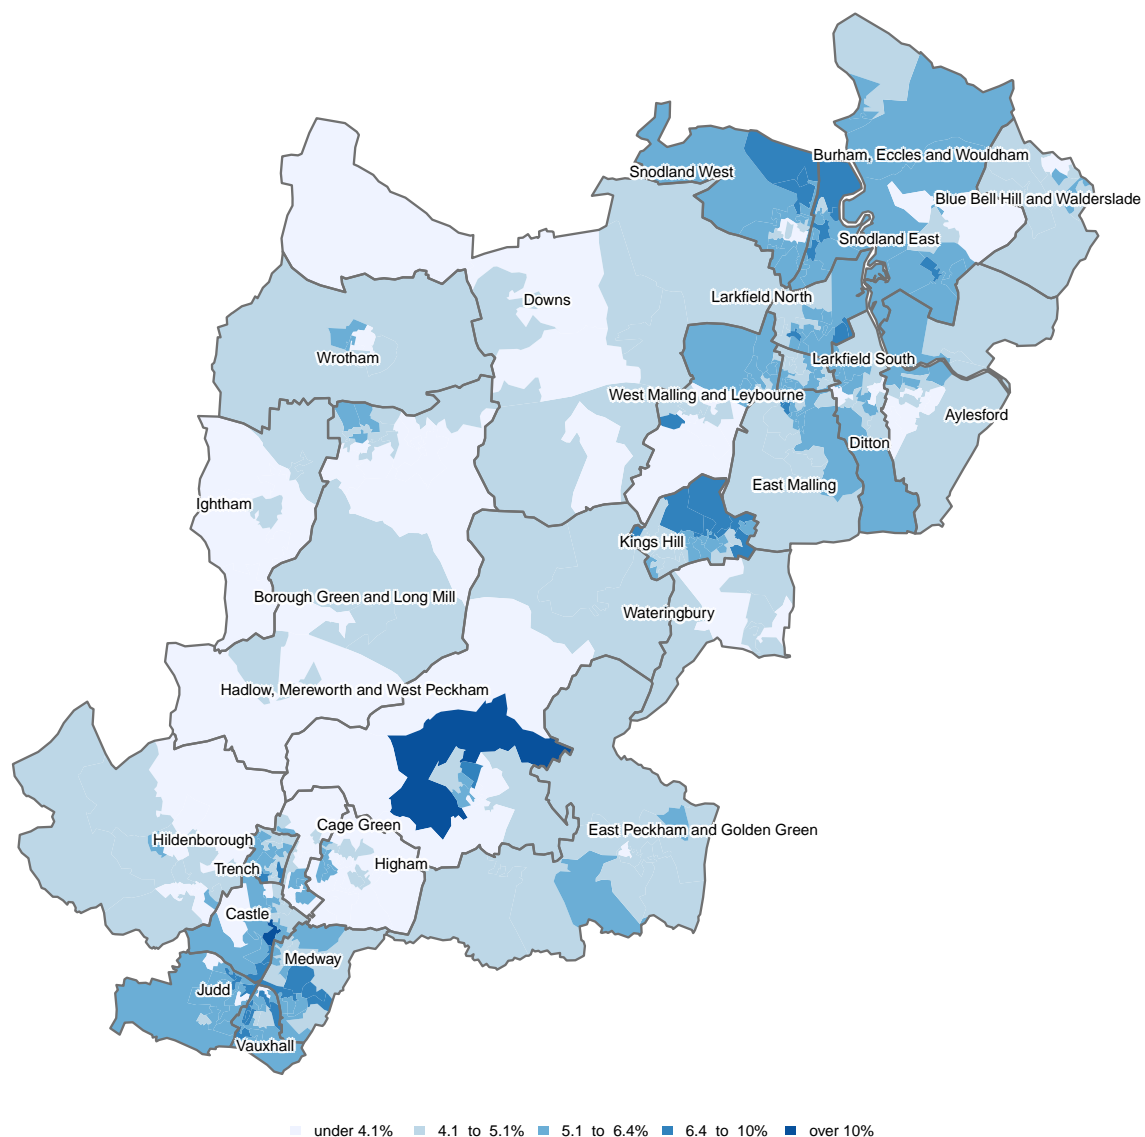 Burham, Eccles and Wouldham
Snodland West
Blue Bell Hill and Walderslade
Snodland East
Larkfield North
Downs
Wrotham
Larkfield South
West Malling and Leybourne
Aylesford
Ditton
East Malling
Ightham
Kings Hill
Borough Green and Long Mill
Wateringbury
Hadlow, Mereworth and West Peckham
Cage Green
East Peckham and Golden Green
Hildenborough
Higham
Trench
Castle
Medway
Judd
Vauxhall
under 4.1% 4.1 to 5.1% 5.1 to 6.4% 6.4 to 10% over 10%